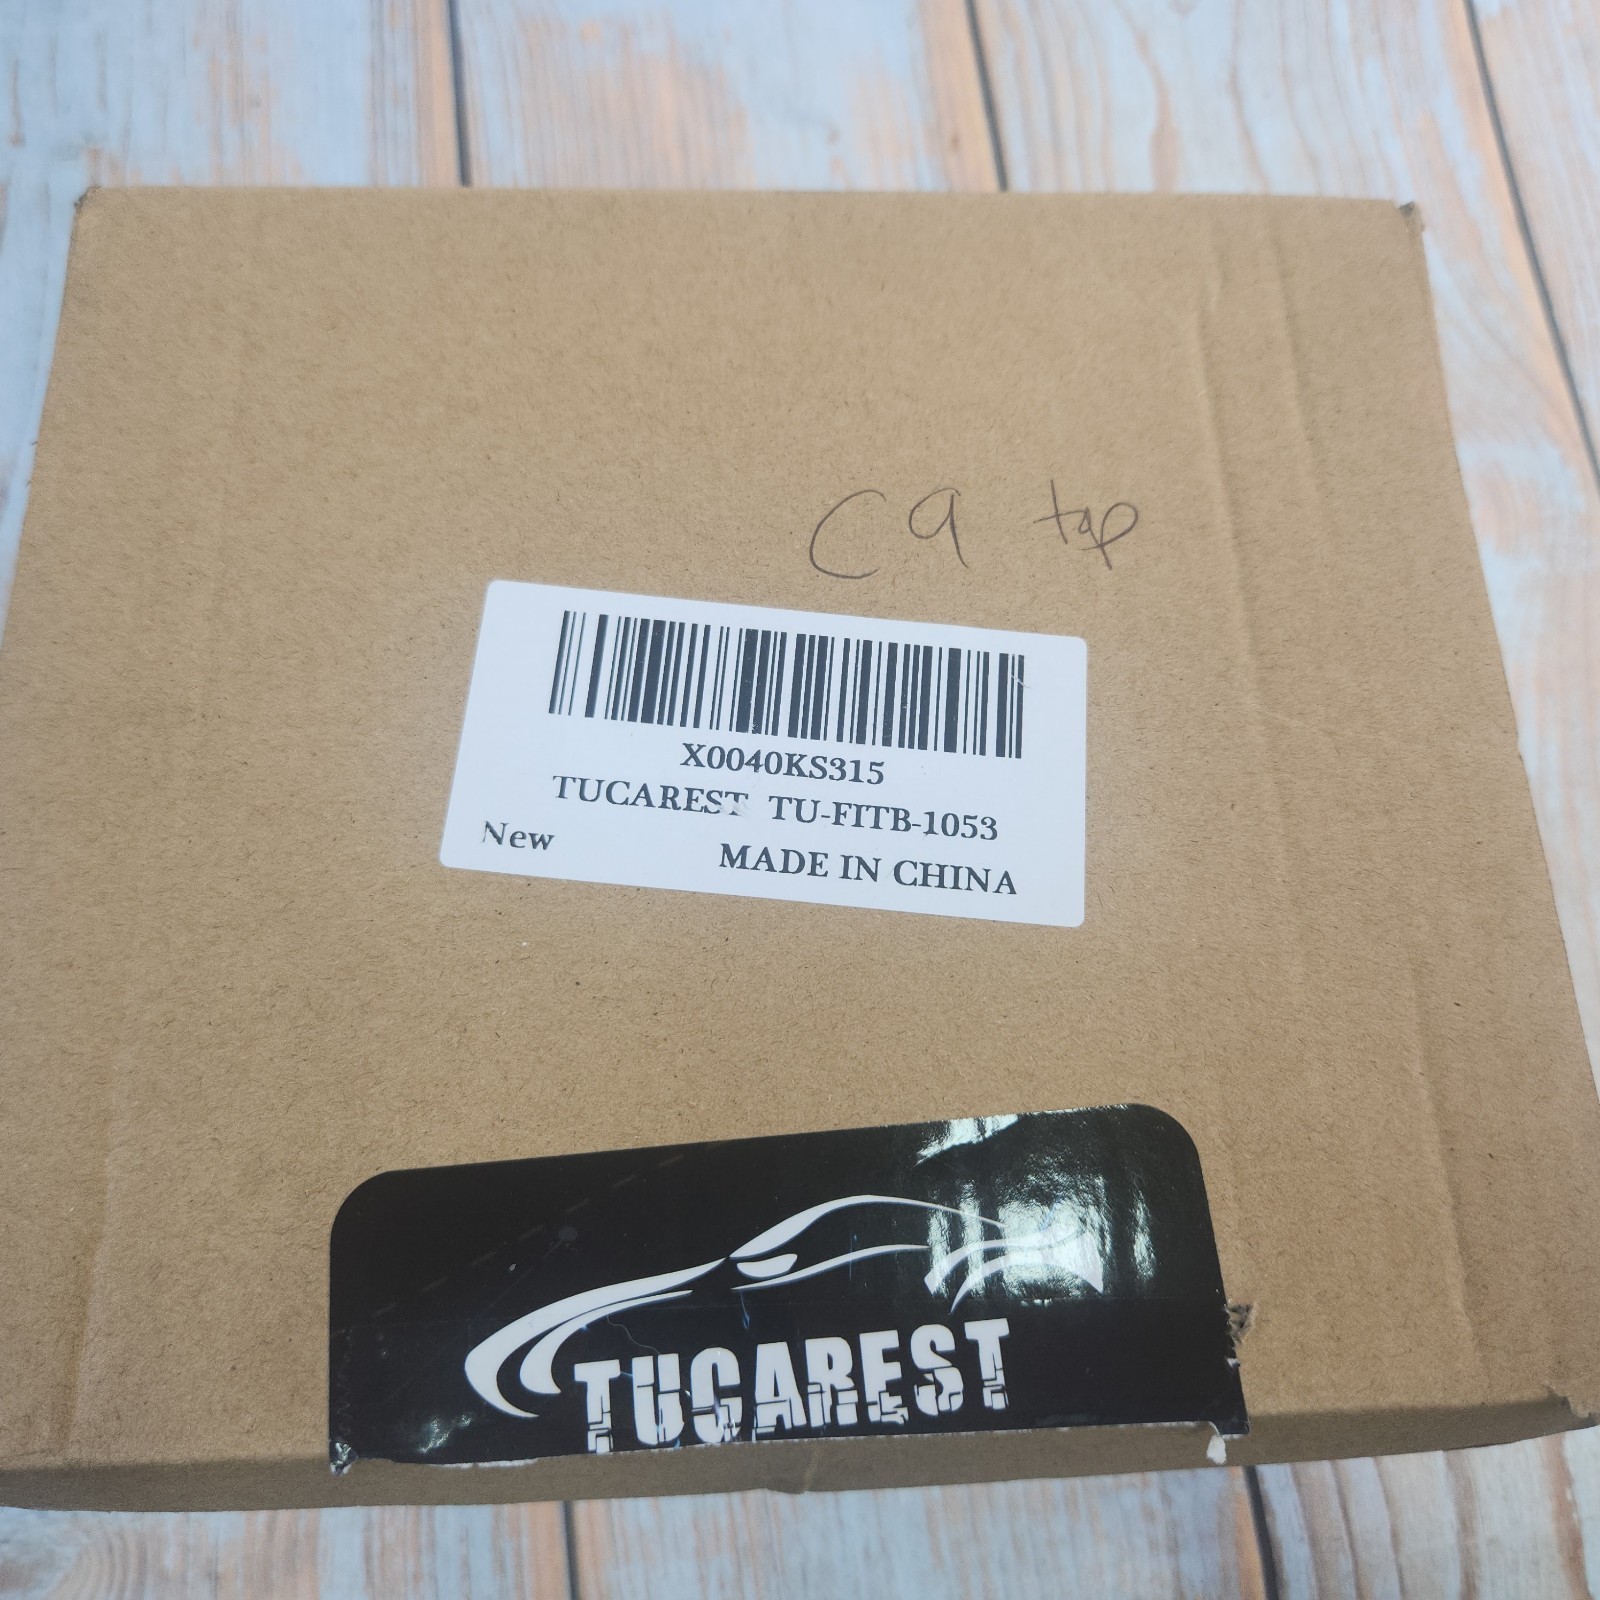 C9 top
X0040KS315
TUCAREST TU-FITB-1053
New
MADE IN CHINA
TUCAREST